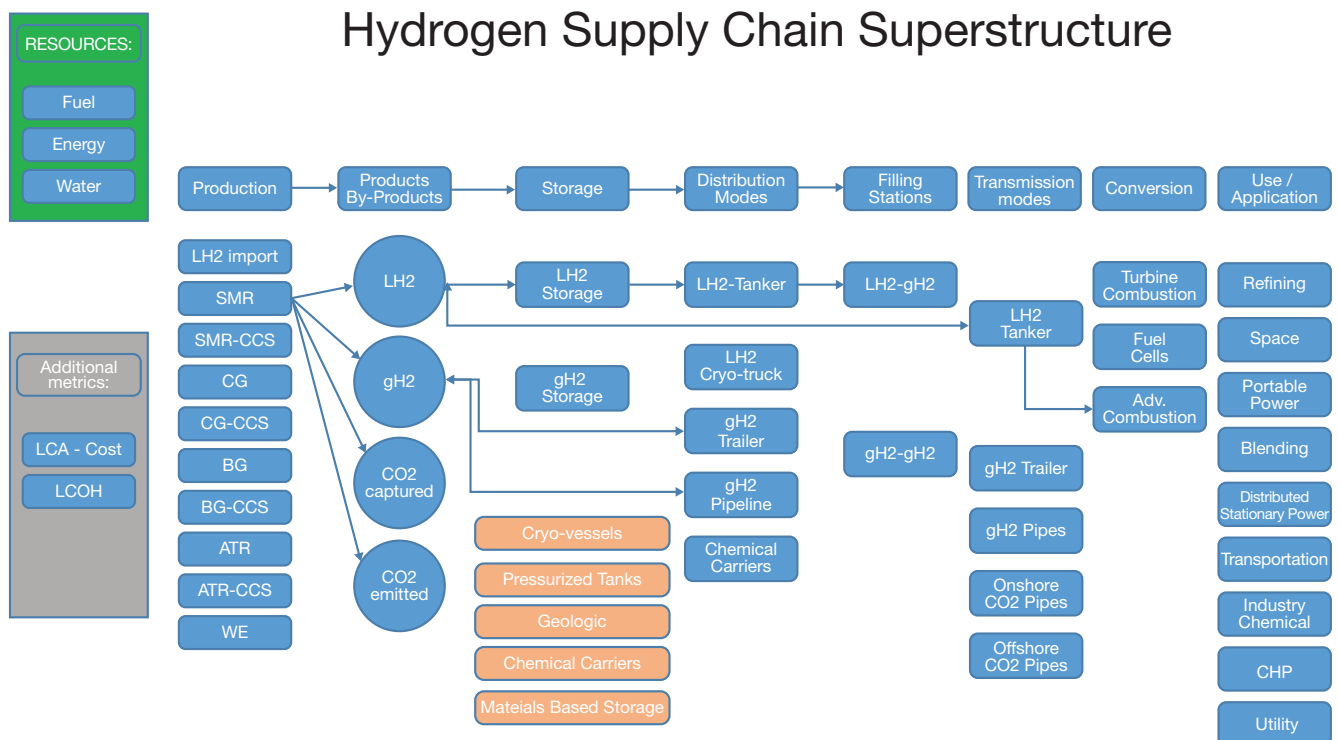 Hydrogen Supply Chain Superstructure
RESOURCES:
Fuel
Energy
Water
Additional
metrics:
LCA - Cost
LCOH
Production
Products
By-Products
Storage
Distribution
Modes
Filling
Stations
Transmission
modes
Conversion
Use /
Application
LH2 import
SMR
SMR-CCS
CG
CG-CCS
BG
BG-CCS
ATR
ATR-CCS
WE
LH2
gH2
CO2
captured
CO2
emitted
LH2
Storage
gH2
Storage
Cryo-vessels
Pressurized Tanks
Geologic
Chemical Carriers
Mateials Based Storage
LH2-Tanker
LH2
Cryo-truck
gH2
Trailer
gH2
Pipeline
Chemical
Carriers
LH2-gH2
gH2-gH2
LH2
Tanker
gH2 Trailer
gH2 Pipes
Onshore
CO2 Pipes
Offshore
CO2 Pipes
Turbine
Combustion
Fuel
Cells
Adv.
Combustion
Refining
Space
Portable
Power
Blending
Distributed
Stationary Power
Transportation
Industry
Chemical
CHP
Utility